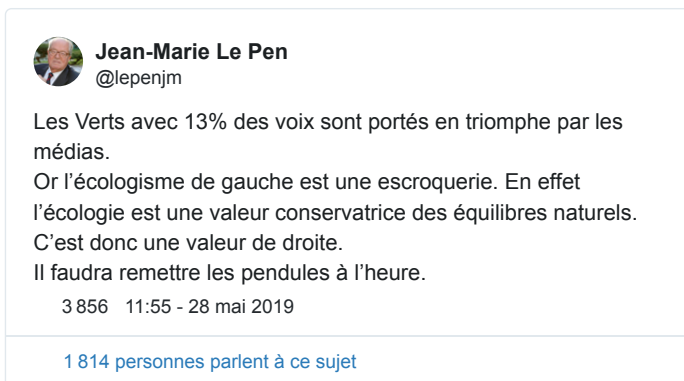 Jean-Marie Le Pen
@lepenjm
Les Verts avec 13% des voix sont portés en triomphe par les
médias.
Or l’écologisme de gauche est une escroquerie. En effet
l’écologie est une valeur conservatrice des équilibres naturels.
C’est donc une valeur de droite.
Il faudra remettre les pendules à l’heure.
3 856 11:55 - 28 mai 2019
1 814 personnes parlent à ce sujet